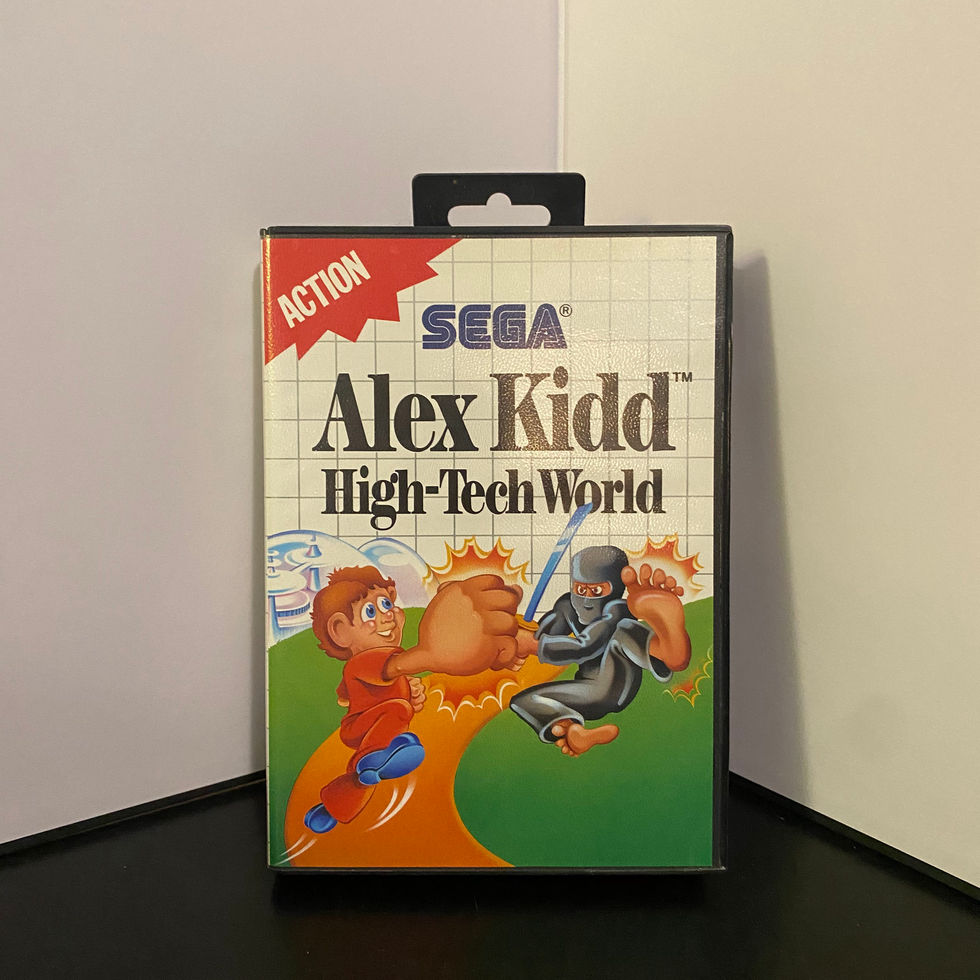 ACTION
SEGA®
Alex Kidd™
High-Tech World